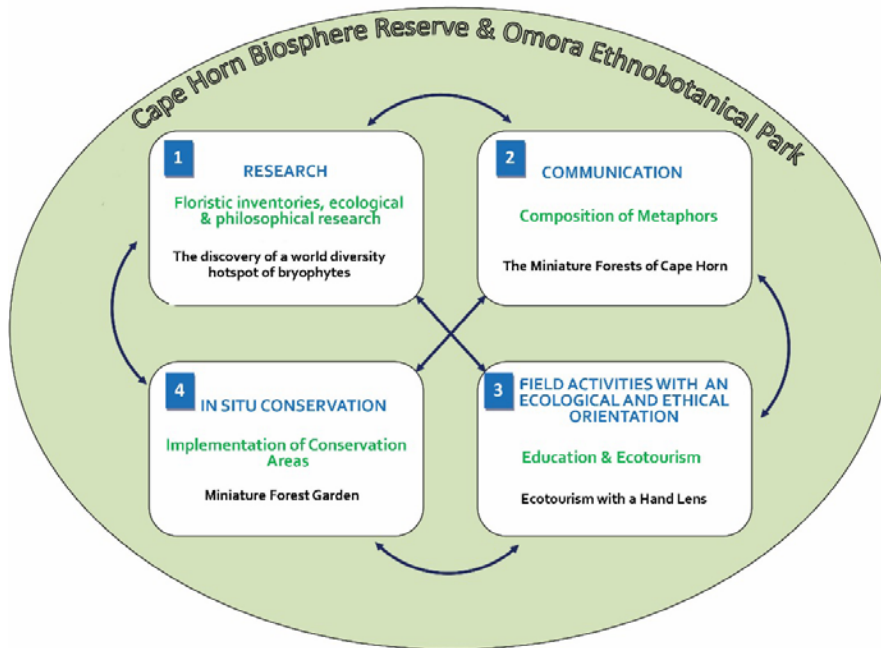 Cape Horn Biosphere Reserve & Omora Ethnobotanical Park
1
RESEARCH
Floristic inventories, ecological
& philosophical research
The discovery of a world diversity
hotspot of bryophytes
2
COMMUNICATION
Composition of Metaphors
The Miniature Forests of Cape Horn
4
IN SITU CONSERVATION
Implementation of Conservation
Areas
Miniature Forest Garden
3
FIELD ACTIVITIES WITH AN
ECOLOGICAL AND ETHICAL
ORIENTATION
Education & Ecotourism
Ecotourism with a Hand Lens